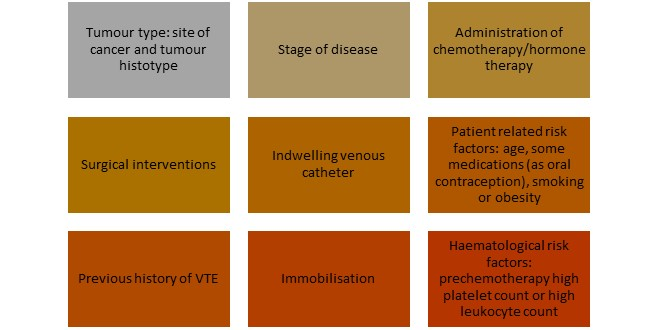 Tumour type: site of
cancer and tumour
histotype
Stage of disease
Administration of
chemotherapy/hormone
therapy
Surgical interventions
Indwelling venous
catheter
Patient related risk
factors: age, some
medications (as oral
contraception), smoking
or obesity
Previous history of VTE
Immobilisation
Haematological risk
factors:
prechemotherapy high
platelet count or high
leukocyte count